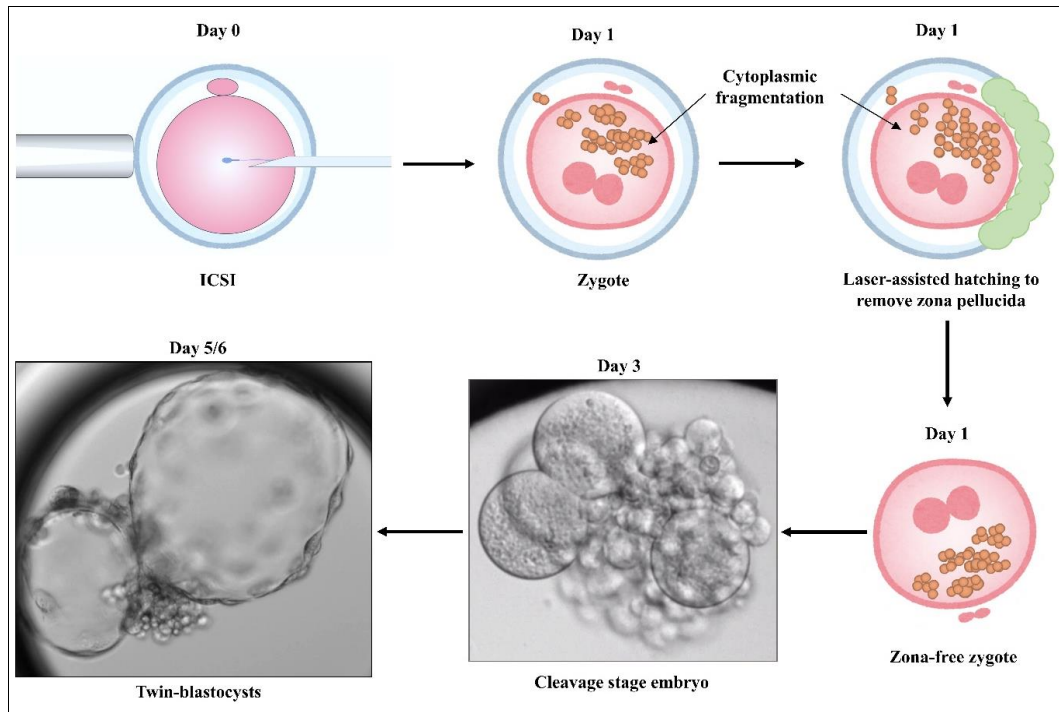 Day 0
Day 1
Day 1
Cytoplasmic
fragmentation
ICSI
Zygote
Laser-assisted hatching to
remove zona pellucida
Day 1
Zona-free zygote
Day 3
Cleavage stage embryo
Day 5/6
Twin-blastocysts